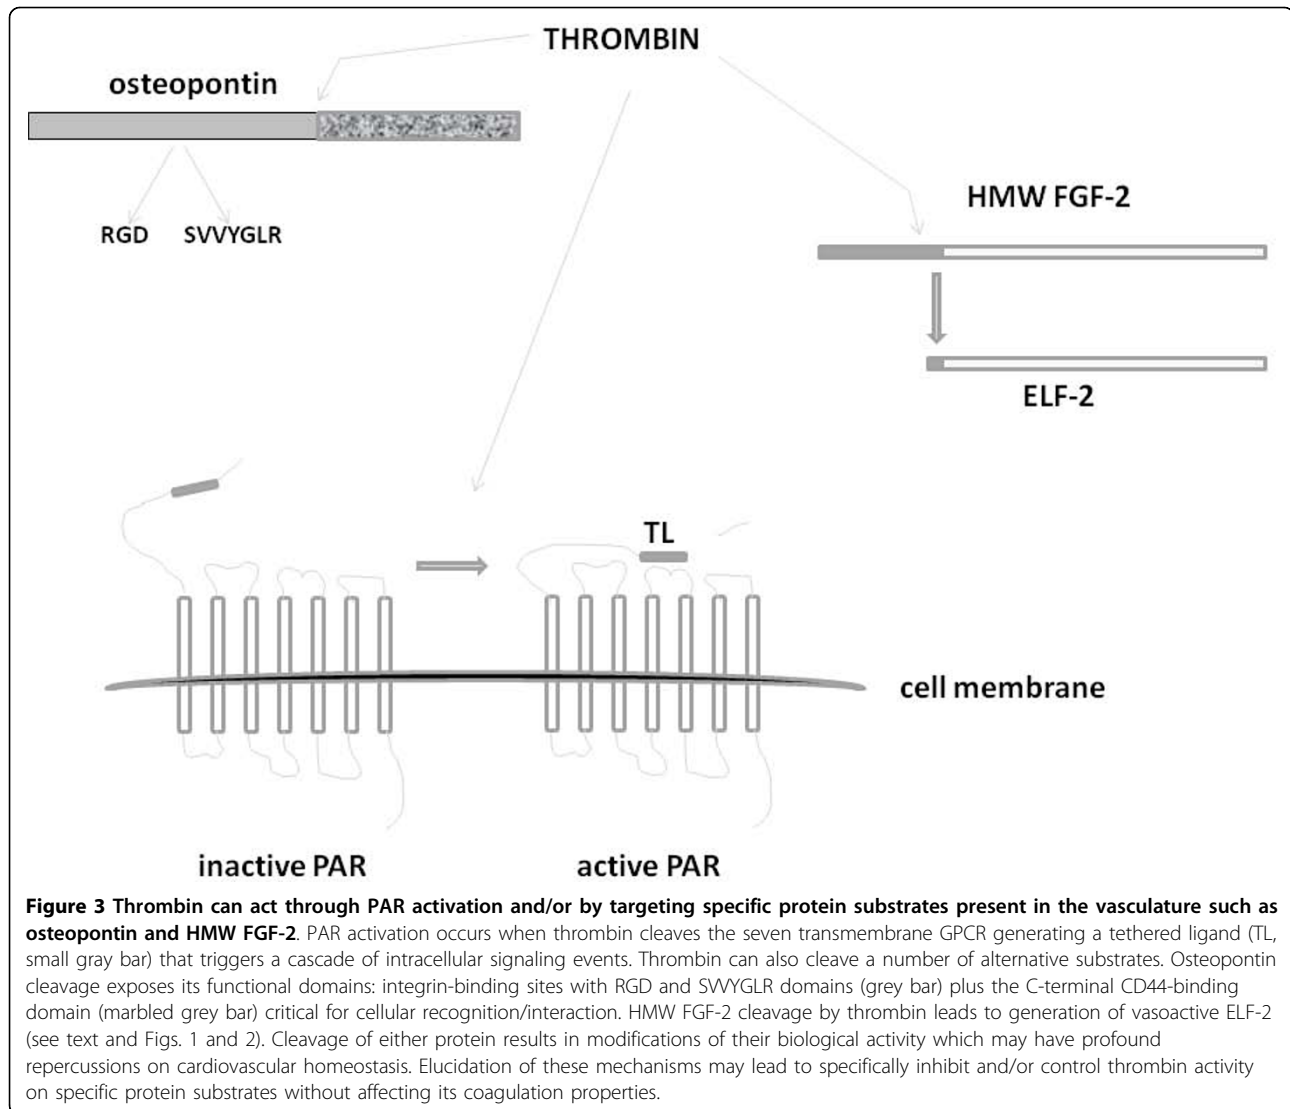 THROMBIN
osteopontin
RGD SVVYGLR
HMW FGF-2
ELF-2
TL
cell membrane
inactive PAR
active PAR
Figure 3 Thrombin can act through PAR activation and/or by targeting specific protein substrates present in the vasculature such as
osteopontin and HMW FGF-2. PAR activation occurs when thrombin cleaves the seven transmembrane GPCR generating a tethered ligand (TL,
small gray bar) that triggers a cascade of intracellular signaling events. Thrombin can also cleave a number of alternative substrates. Osteopontin
cleavage exposes its functional domains: integrin-binding sites with RGD and SVVYGLR domains (grey bar) plus the C-terminal CD44-binding
domain (marbled grey bar) critical for cellular recognition/interaction. HMW FGF-2 cleavage by thrombin leads to generation of vasoactive ELF-2
(see text and Figs. 1 and 2). Cleavage of either protein results in modifications of their biological activity which may have profound
repercussions on cardiovascular homeostasis. Elucidation of these mechanisms may lead to specifically inhibit and/or control thrombin activity
on specific protein substrates without affecting its coagulation properties.